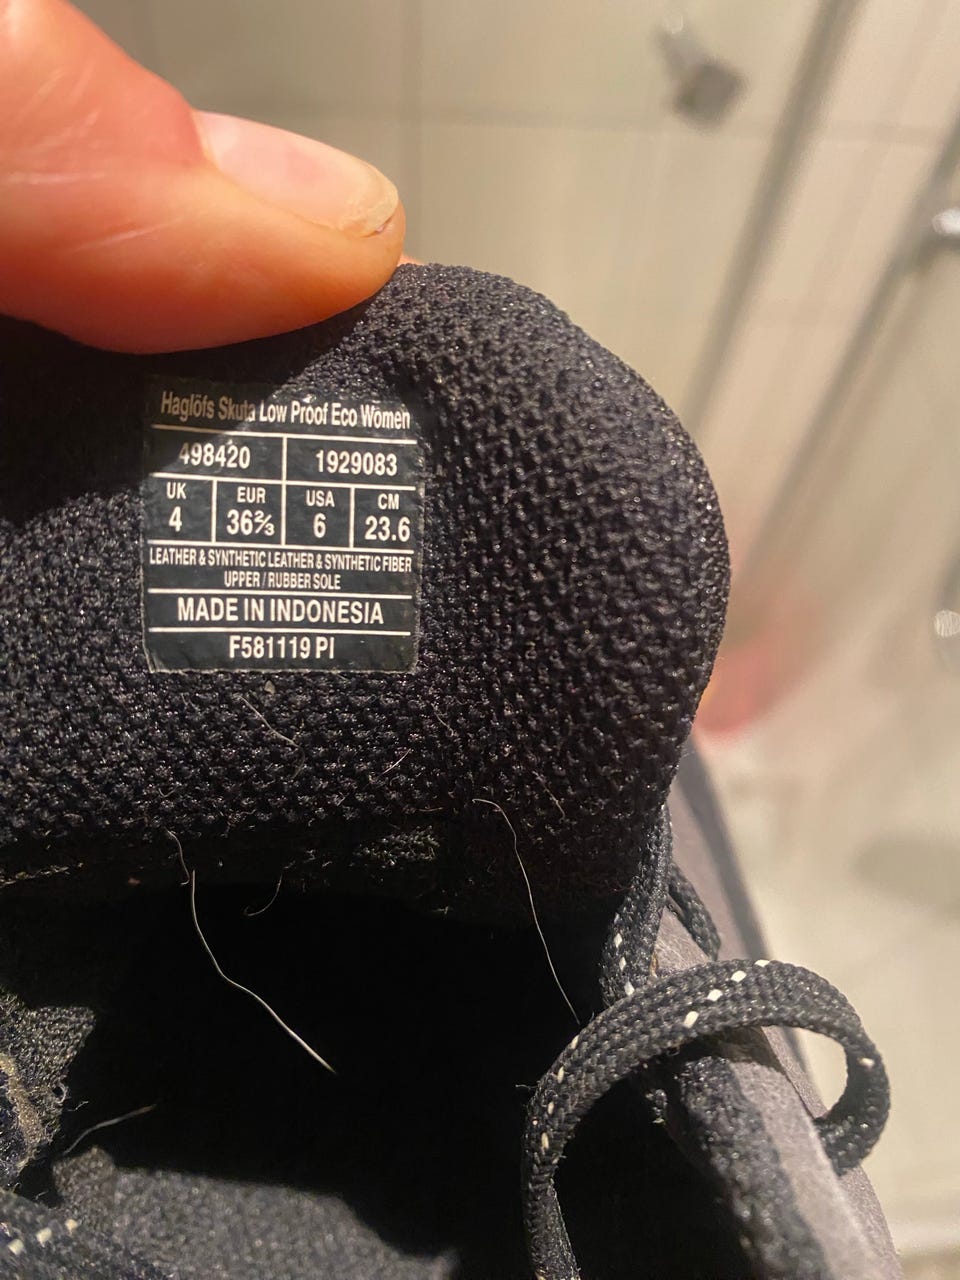 Haglöfs Skuta Low Proof Eco Women
498420 1929083
UK EUR USA CM
4 36⅔ 6 23.6
LEATHER & SYNTHETIC LEATHER & SYNTHETIC FIBER
UPPER / RUBBER SOLE
MADE IN INDONESIA
F581119 PI